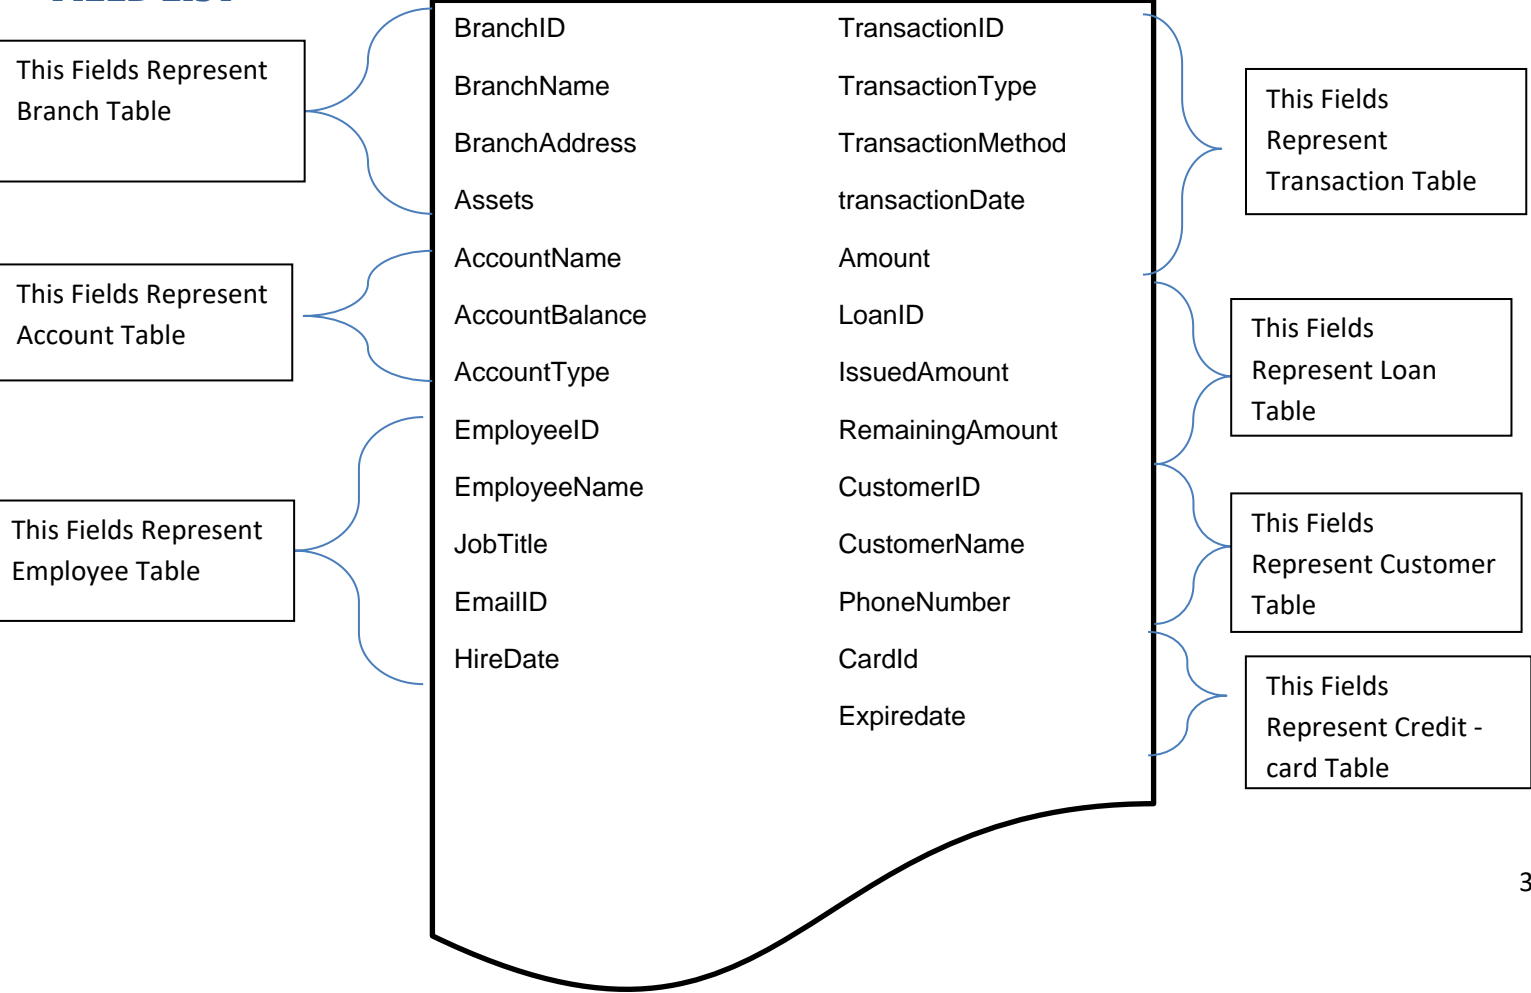 FIELD LIST
This Fields Represent
Branch Table
This Fields Represent
Account Table
This Fields Represent
Employee Table
BranchID
BranchName
BranchAddress
Assets
AccountName
AccountBalance
AccountType
EmployeeID
EmployeeName
JobTitle
EmailID
HireDate
TransactionID
TransactionType
TransactionMethod
transactionDate
Amount
LoanID
IssuedAmount
RemainingAmount
CustomerID
CustomerName
PhoneNumber
CardId
Expiredate
This Fields
Represent
Transaction Table
This Fields
Represent Loan
Table
This Fields
Represent Customer
Table
This Fields
Represent Credit -
card Table
3